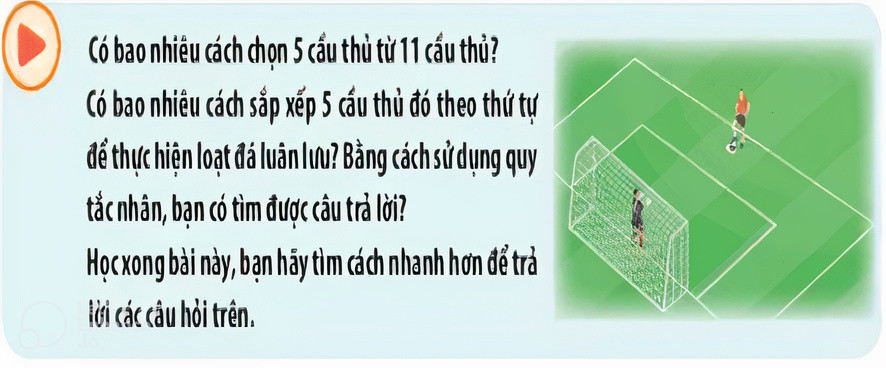 Có bao nhiêu cách chọn 5 cầu thủ từ 11 cầu thủ?
Có bao nhiêu cách sắp xếp 5 cầu thủ đó theo thứ tự
để thực hiện loạt đá luân lưu? Bằng cách sử dụng quy
tắc nhân, bạn có tìm được câu trả lời?
Học xong bài này, bạn hãy tìm cách nhanh hơn để trả
lời các câu hỏi trên.